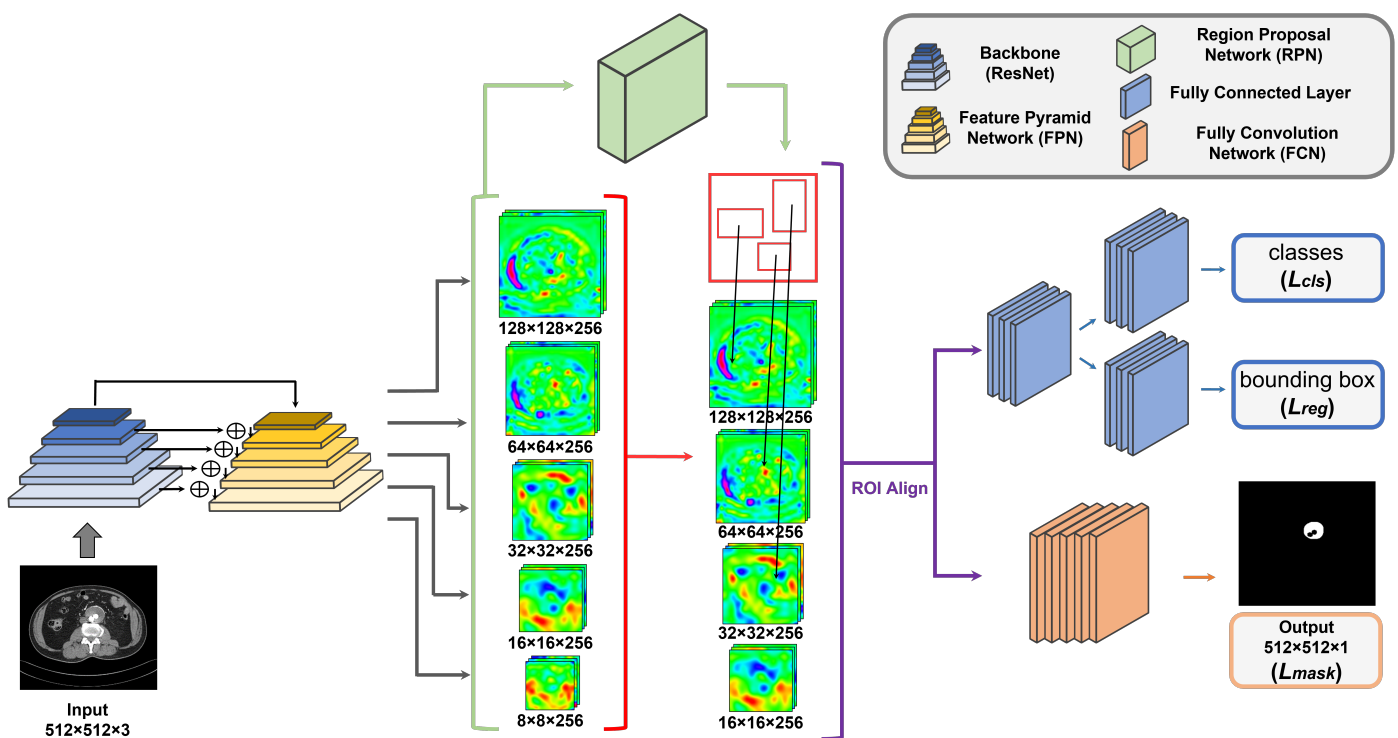 Backbone
(ResNet)
Region Proposal
Network (RPN)
Feature Pyramid
Network (FPN)
Fully Connected Layer
Fully Convolution
Network (FCN)
Input
512×512×3
128×128×256
64×64×256
32×32×256
16×16×256
8×8×256
128×128×256
64×64×256
32×32×256
16×16×256
ROI Align
classes
(Lcls)
bounding box
(Lreg)
Output
512×512×1
(Lmask)